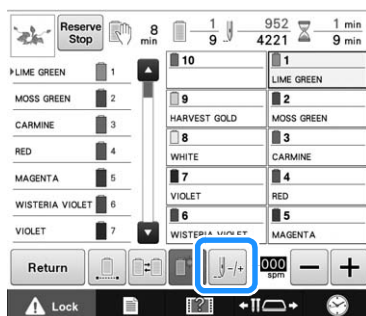 Reserve
Stop
8
min
1
9
952
4221
1 min
9 min
LIME GREEN 1
MOSS GREEN 2
CARMINE 3
RED 4
MAGENTA 5
WISTERIA VIOLET 6
VIOLET 7
10
1
LIME GREEN
9
HARVEST GOLD
2
MOSS GREEN
8
WHITE
3
CARMINE
7
VIOLET
4
RED
6
WISTERIA VIOLET
5
MAGENTA
Return
-/+
spm
− +
Lock
?